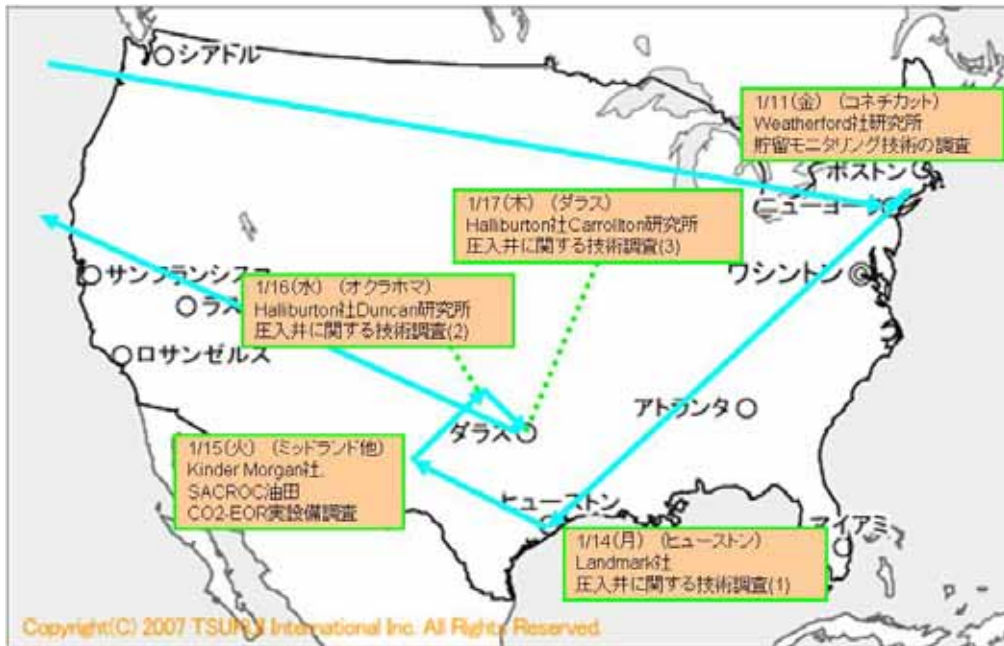 シアトル
1/11(金) (コネチカット)
Weatherford社研究所
貯留モニタリング技術の調査
ボストン
ニューヨーク
1/17(木) (ダラス)
Halliburton社Carrollton研究所
圧入井に関する技術調査(3)
ワシントン
サンフランシスコ
1/16(水) (オクラホマ)
Halliburton社Duncan研究所
圧入井に関する技術調査(2)
ラス
ロサンゼルス
アトランタ
ダラス
1/15(火) (ミッドランド他)
Kinder Morgan社
SACROC油田
CO2-EOR実設備調査
ヒューストン
マイアミ
1/14(月) (ヒューストン)
Landmark社
圧入井に関する技術調査(1)
Copyright(C) 2007 International Inc. All Rights Reserved.